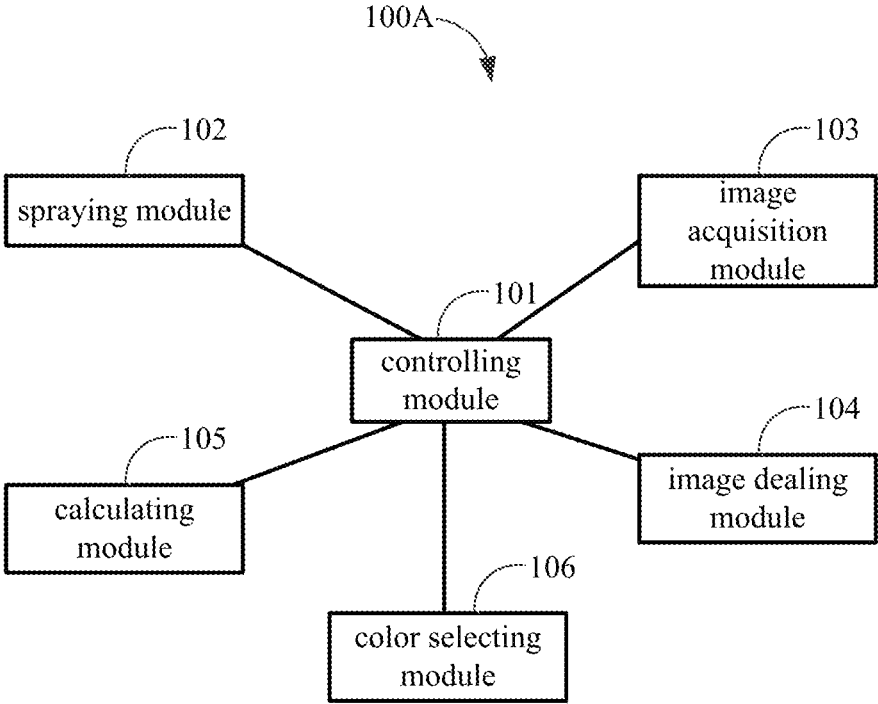 100A
102
spraying module
103
image
acquisition
module
101
controlling
module
105
calculating
module
104
image dealing
module
106
color selecting
module